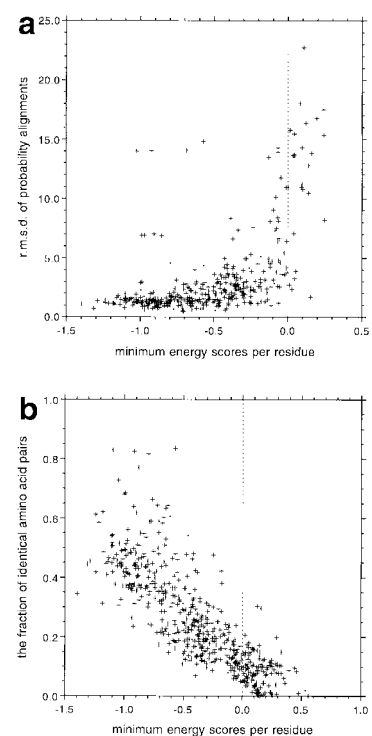 a
25.0
20.0
15.0
10.0
5.0
0.0
r.m.s.d. of probability alignments
-1.5 -1.0 -0.5 0.0 0.5
minimum energy scores per residue
b
1.0
0.8
0.6
0.4
0.2
0.0
the fraction of identical amino acid pairs
-1.5 -1.0 -0.5 0.0 0.5 1.0
minimum energy scores per residue